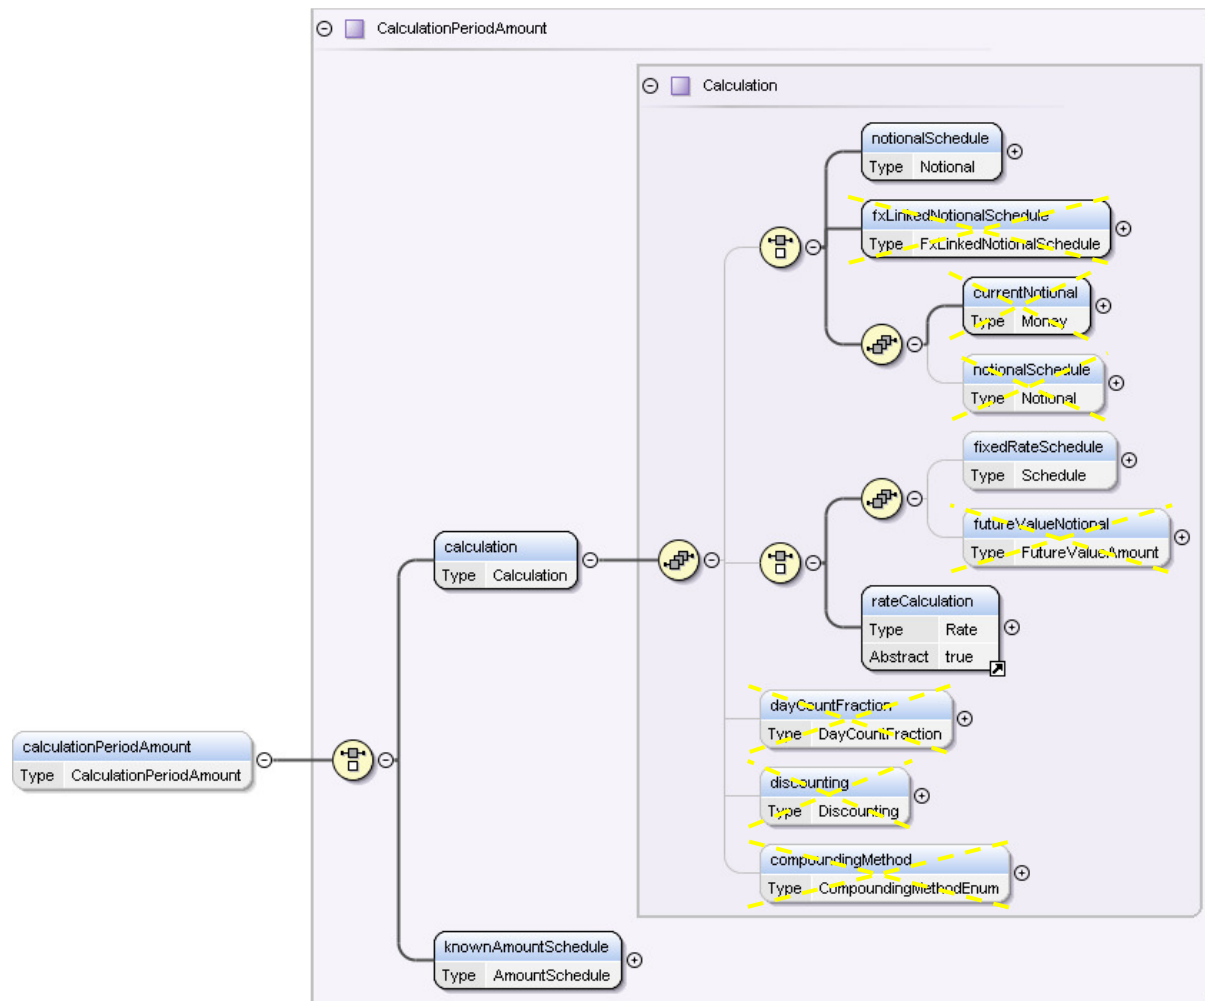 CalculationPeriodAmount
Calculation
notionalSchedule
Type Notional
fxLinkedNotionalSchedule
Type FxLinkedNotionalSchedule
currentNotional
Type Money
notionalSchedule
Type Notional
fixedRateSchedule
Type Schedule
futureValueNotional
Type FutureValueAmount
calculation
Type Calculation
rateCalculation
Type Rate
Abstract true
dayCountFraction
Type DayCountFraction
calculationPeriodAmount
Type CalculationPeriodAmount
discounting
Type Discounting
compoundingMethod
Type CompoundingMethodEnum
knownAmountSchedule
Type AmountSchedule